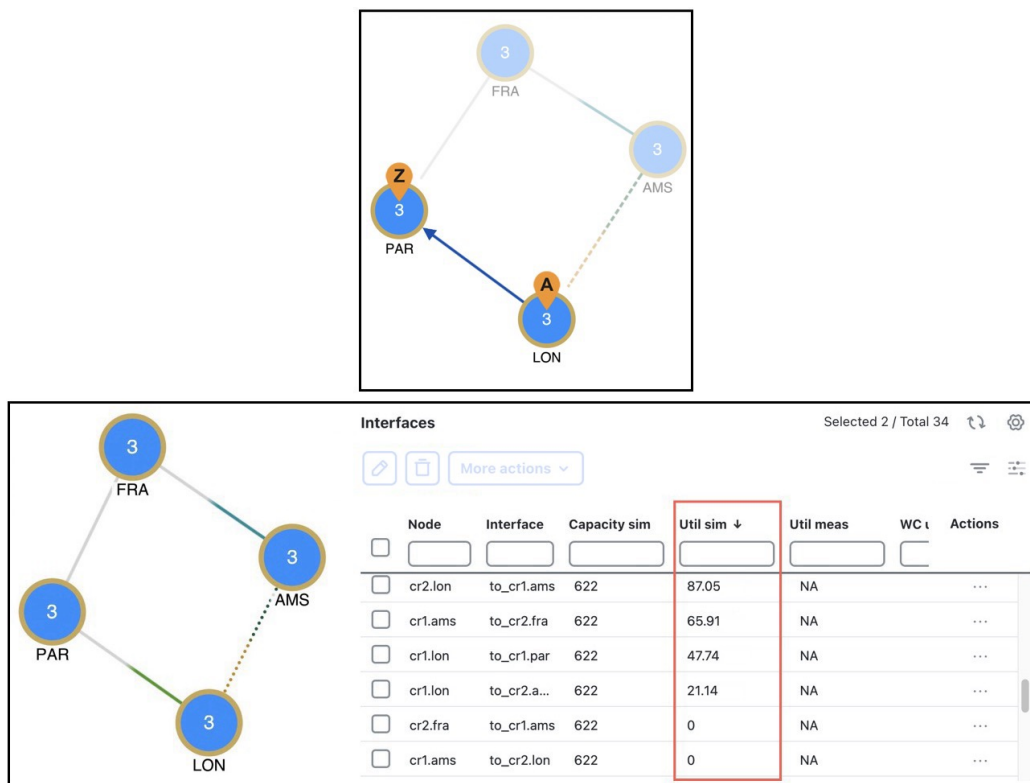 3
FRA
3
AMS
Z
3
PAR
A
3
LON
3
FRA
3
AMS
3
PAR
3
LON
Interfaces
Selected 2 / Total 34
More actions
Node Interface Capacity sim Util sim ↓ Util meas WC Actions
cr2.lon to_cr1.ams 622 87.05 NA ...
cr1.ams to_cr2.fra 622 65.91 NA ...
cr1.lon to_cr1.par 622 47.74 NA ...
cr1.lon to_cr2.a... 622 21.14 NA ...
cr2.fra to_cr1.ams 622 0 NA ...
cr1.ams to_cr2.lon 622 0 NA ...